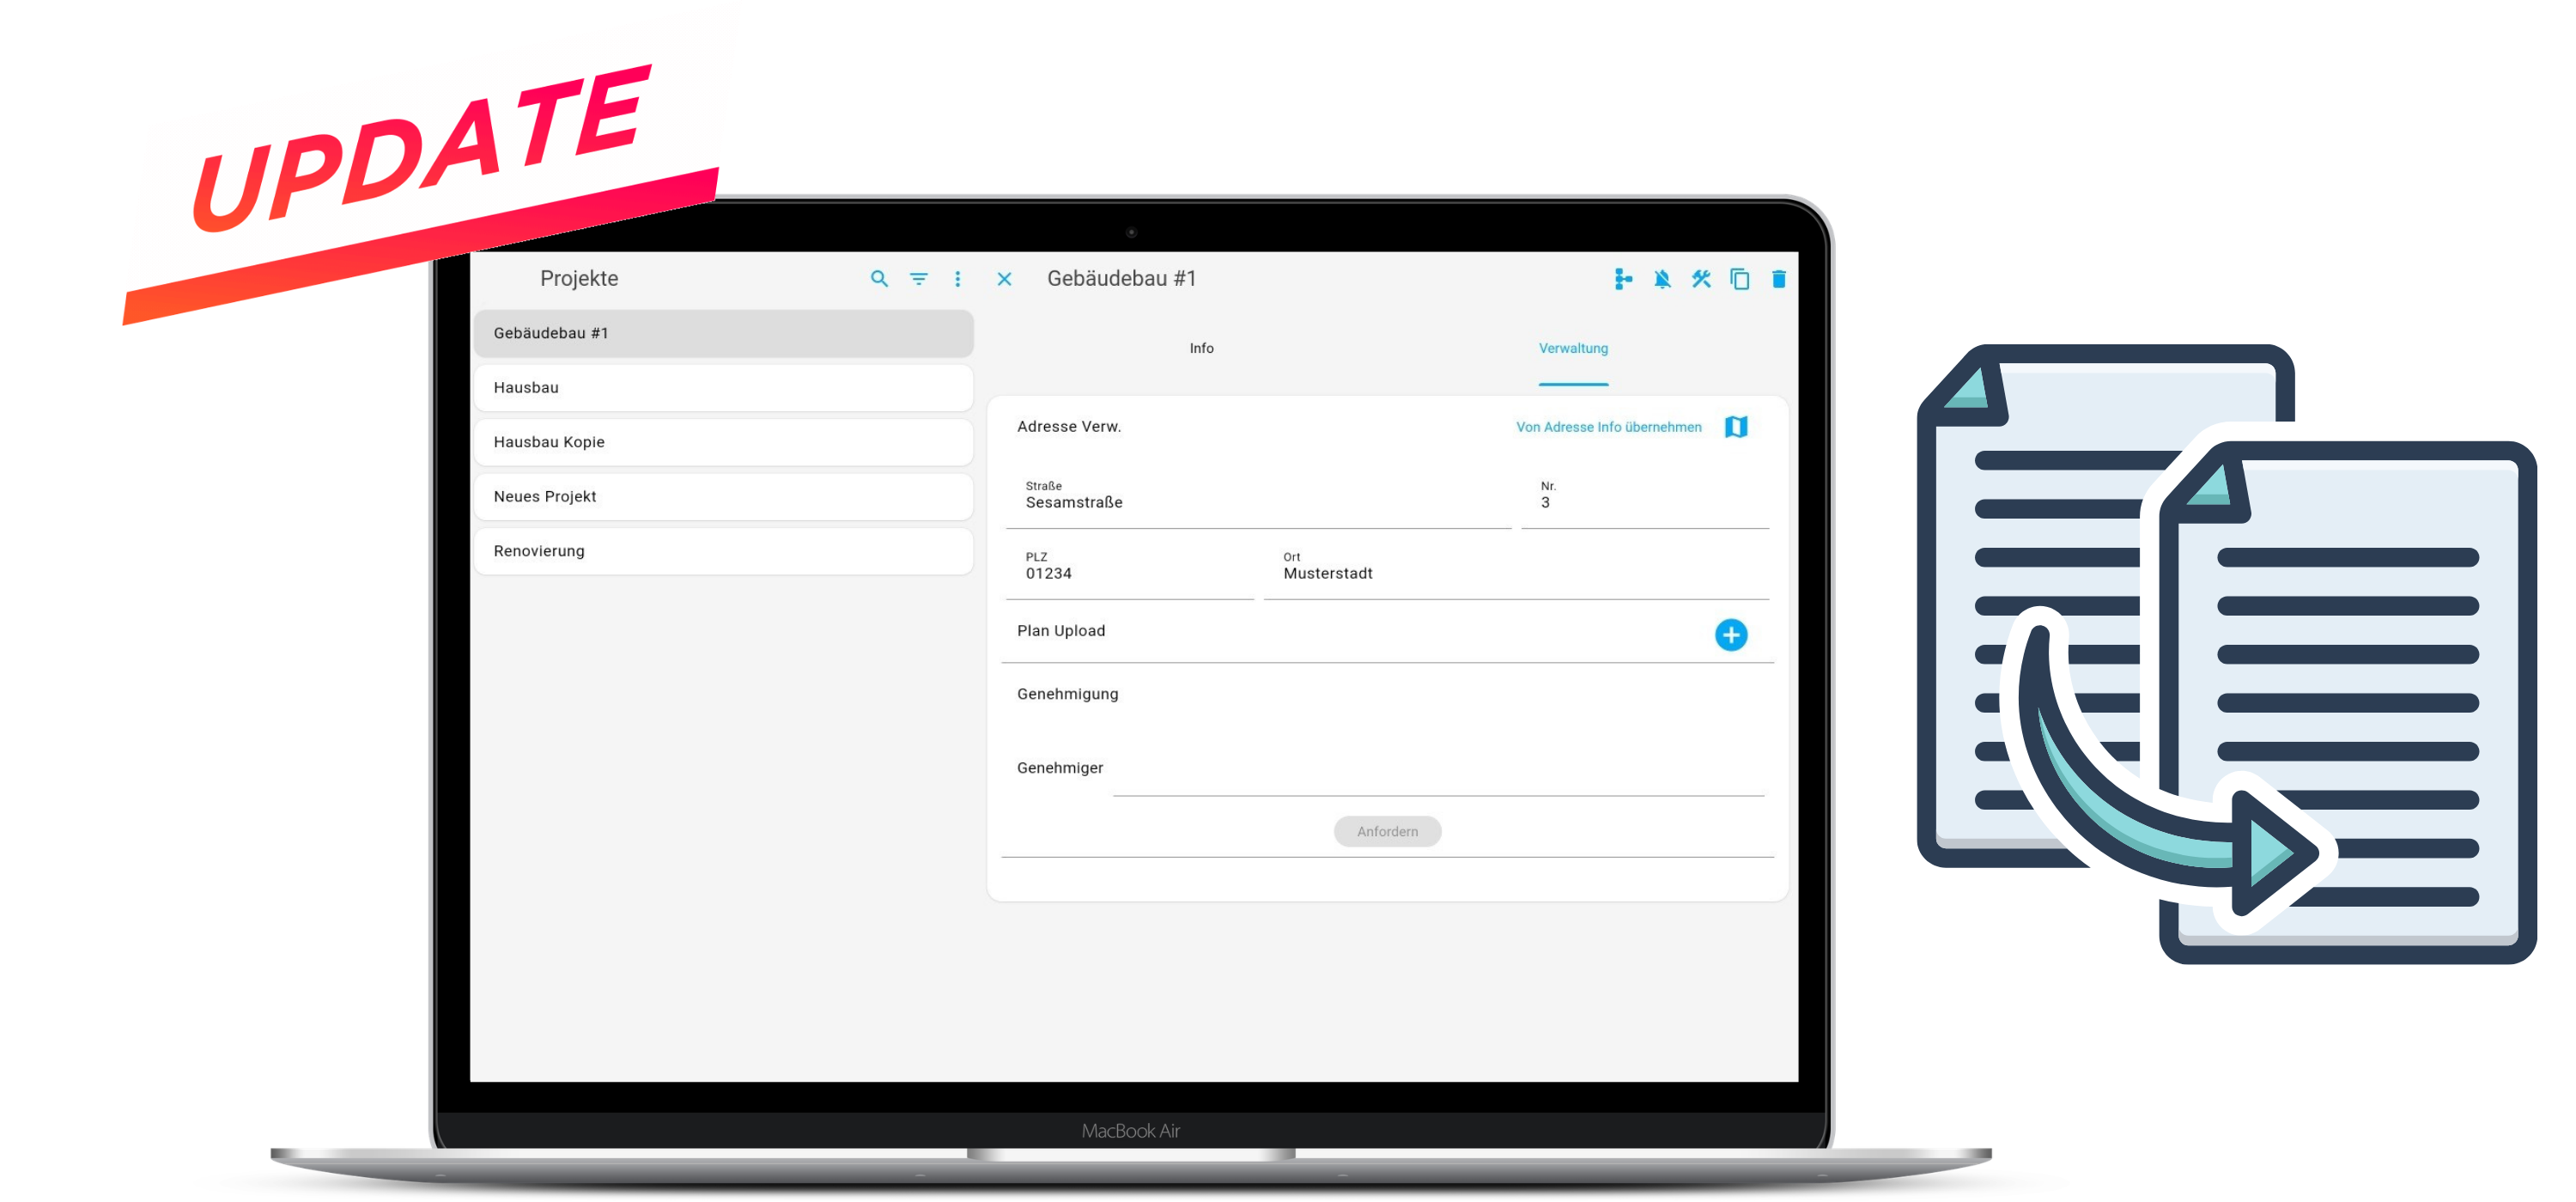 UPDATE
Projekte
Gebäudebau #1
Hausbau
Hausbau Kopie
Neues Projekt
Renovierung
Gebäudebau #1
Info Verwaltung
Adresse Verw. Von Adresse Info übernehmen
Straße Nr.
Sesamstraße 3
PLZ Ort
01234 Musterstadt
Plan Upload
Genehmigung
Genehmiger
Anfordern
MacBook Air